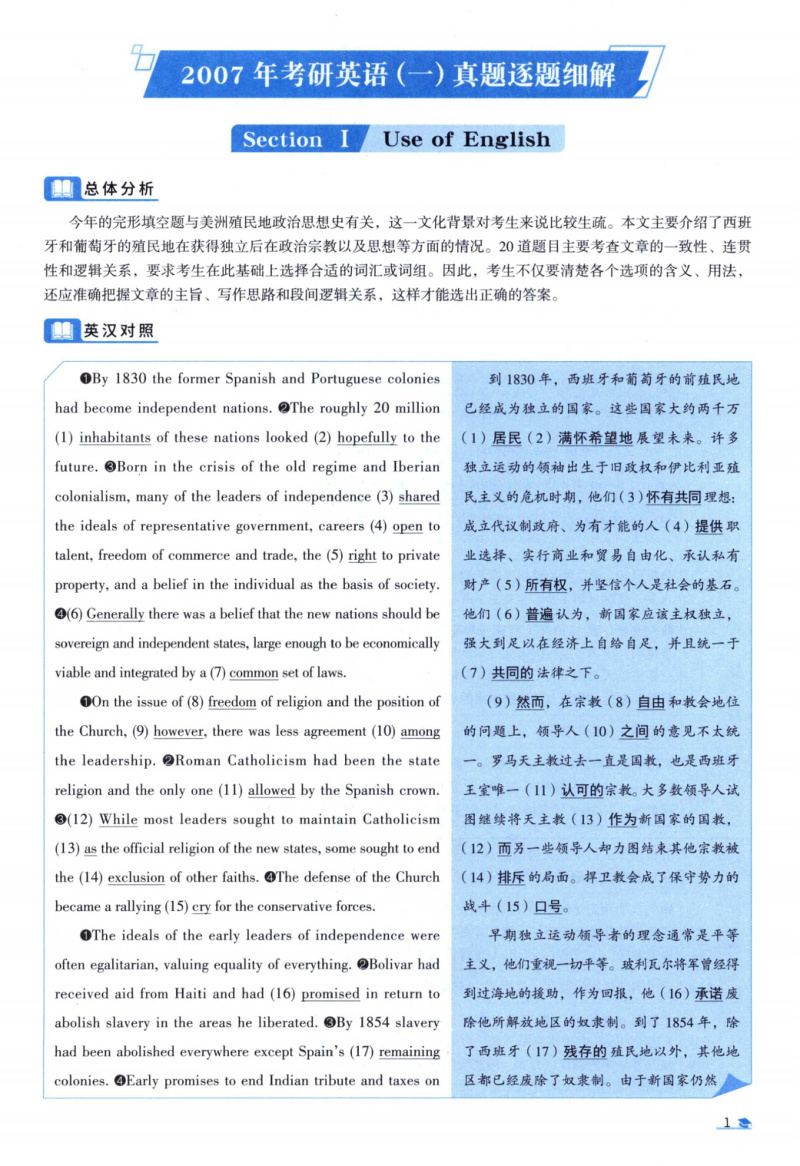 2007 年考研英语(一)真题逐题细解
Section Ⅰ Use of English
总体分析
今年的完形填空题与美洲殖民地政治思想史有关，这一文化背景对考生来说比较生疏。本文主要介绍了西班
牙和葡萄牙的殖民地在获得独立后在政治宗教以及思想等方面的情况。20 道题目主要考查文章的一致性、连贯
性和逻辑关系，要求考生在此基础上选择合适的词汇或词组。因此，考生不仅要清楚各个选项的含义、用法，
还应准确把握文章的主旨、写作思路和段间逻辑关系，这样才能选出正确的答案。
英汉对照
❶By 1830 the former Spanish and Portuguese colonies
had become independent nations. ❷The roughly 20 million
(1) inhabitants of these nations looked (2) hopefully to the
future. ❸Born in the crisis of the old regime and Iberian
colonialism, many of the leaders of independence (3) shared
the ideals of representative government, careers (4) open to
talent, freedom of commerce and trade, the (5) right to private
property, and a belief in the individual as the basis of society.
❹(6) Generally there was a belief that the new nations should be
sovereign and independent states, large enough to be economically
viable and integrated by a (7) common set of laws.
❶On the issue of (8) freedom of religion and the position of
the Church, (9) however, there was less agreement (10) among
the leadership. ❷Roman Catholicism had been the state
religion and the only one (11) allowed by the Spanish crown.
❸(12) While most leaders sought to maintain Catholicism
(13) as the official religion of the new states, some sought to end
the (14) exclusion of other faiths. ❹The defense of the Church
became a rallying (15) cry for the conservative forces.
❶The ideals of the early leaders of independence were
often egalitarian, valuing equality of everything. ❷Bolivar had
received aid from Haiti and had (16) promised in return to
abolish slavery in the areas he liberated. ❸By 1854 slavery
had been abolished everywhere except Spain's (17) remaining
colonies. ❹Early promises to end Indian tribute and taxes on
到 1830 年，西班牙和葡萄牙的前殖民地
已经成为独立的国家。这些国家大约两千万
(1) 居民 (2) 满怀希望地 展望未来。许多
独立运动的领袖出生于旧政权和伊比利亚殖
民主义的危机时期，他们 (3) 怀有共同 理想：
成立代议制政府、为有才能的人 (4) 提供 职
业选择、实行商业和贸易自由化、承认私有
财产 (5) 所有权，并坚信个人是社会的基石。
他们 (6) 普遍 认为，新国家应该主权独立，
强大到足以在经济上自给自足，并且统一于
(7) 共同的 法律之下。
(9) 然而，在宗教 (8) 自由 和教会地位
的问题上，领导人 (10) 之间 的意见不太统
一。罗马天主教过去一直是国教，也是西班牙
王室唯一 (11) 认可的 宗教。大多数领导人试
图继续将天主教 (13) 作为 新国家的国教，
(12) 而 另一些领导人却力图结束其他宗教被
(14) 排斥 的局面。捍卫教会成了保守势力的
战斗 (15) 口号。
早期独立运动领导者的理念通常是平等
主义，他们重视一切平等。玻利瓦尔将军曾经得
到过海地的援助，作为回报，他 (16) 承诺 废
除他所解放地区的奴隶制。到了 1854 年，除
了西班牙 (17) 残存的 殖民地以外，其他地
区都已经废除了奴隶制。由于新国家仍然
1